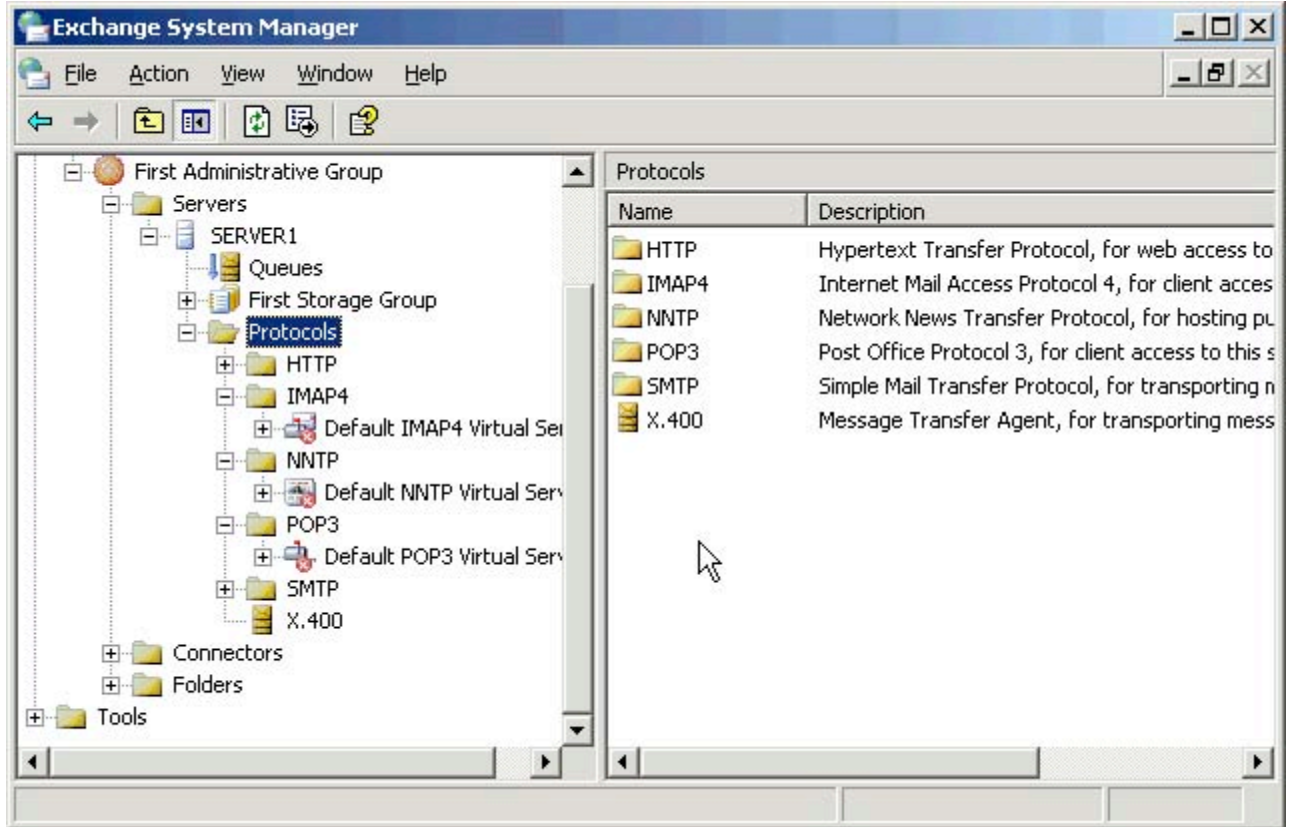 Exchange System Manager
File Action View Window Help
First Administrative Group
Servers
SERVER1
Queues
First Storage Group
Protocols
HTTP
IMAP4
Default IMAP4 Virtual Ser
NNTP
Default NNTP Virtual Serv
POP3
Default POP3 Virtual Serv
SMTP
X.400
Connectors
Folders
Tools
Protocols
Name Description
HTTP Hypertext Transfer Protocol, for web access to
IMAP4 Internet Mail Access Protocol 4, for client acces
NNTP Network News Transfer Protocol, for hosting pu
POP3 Post Office Protocol 3, for client access to this s
SMTP Simple Mail Transfer Protocol, for transporting
X.400 Message Transfer Agent, for transporting mess